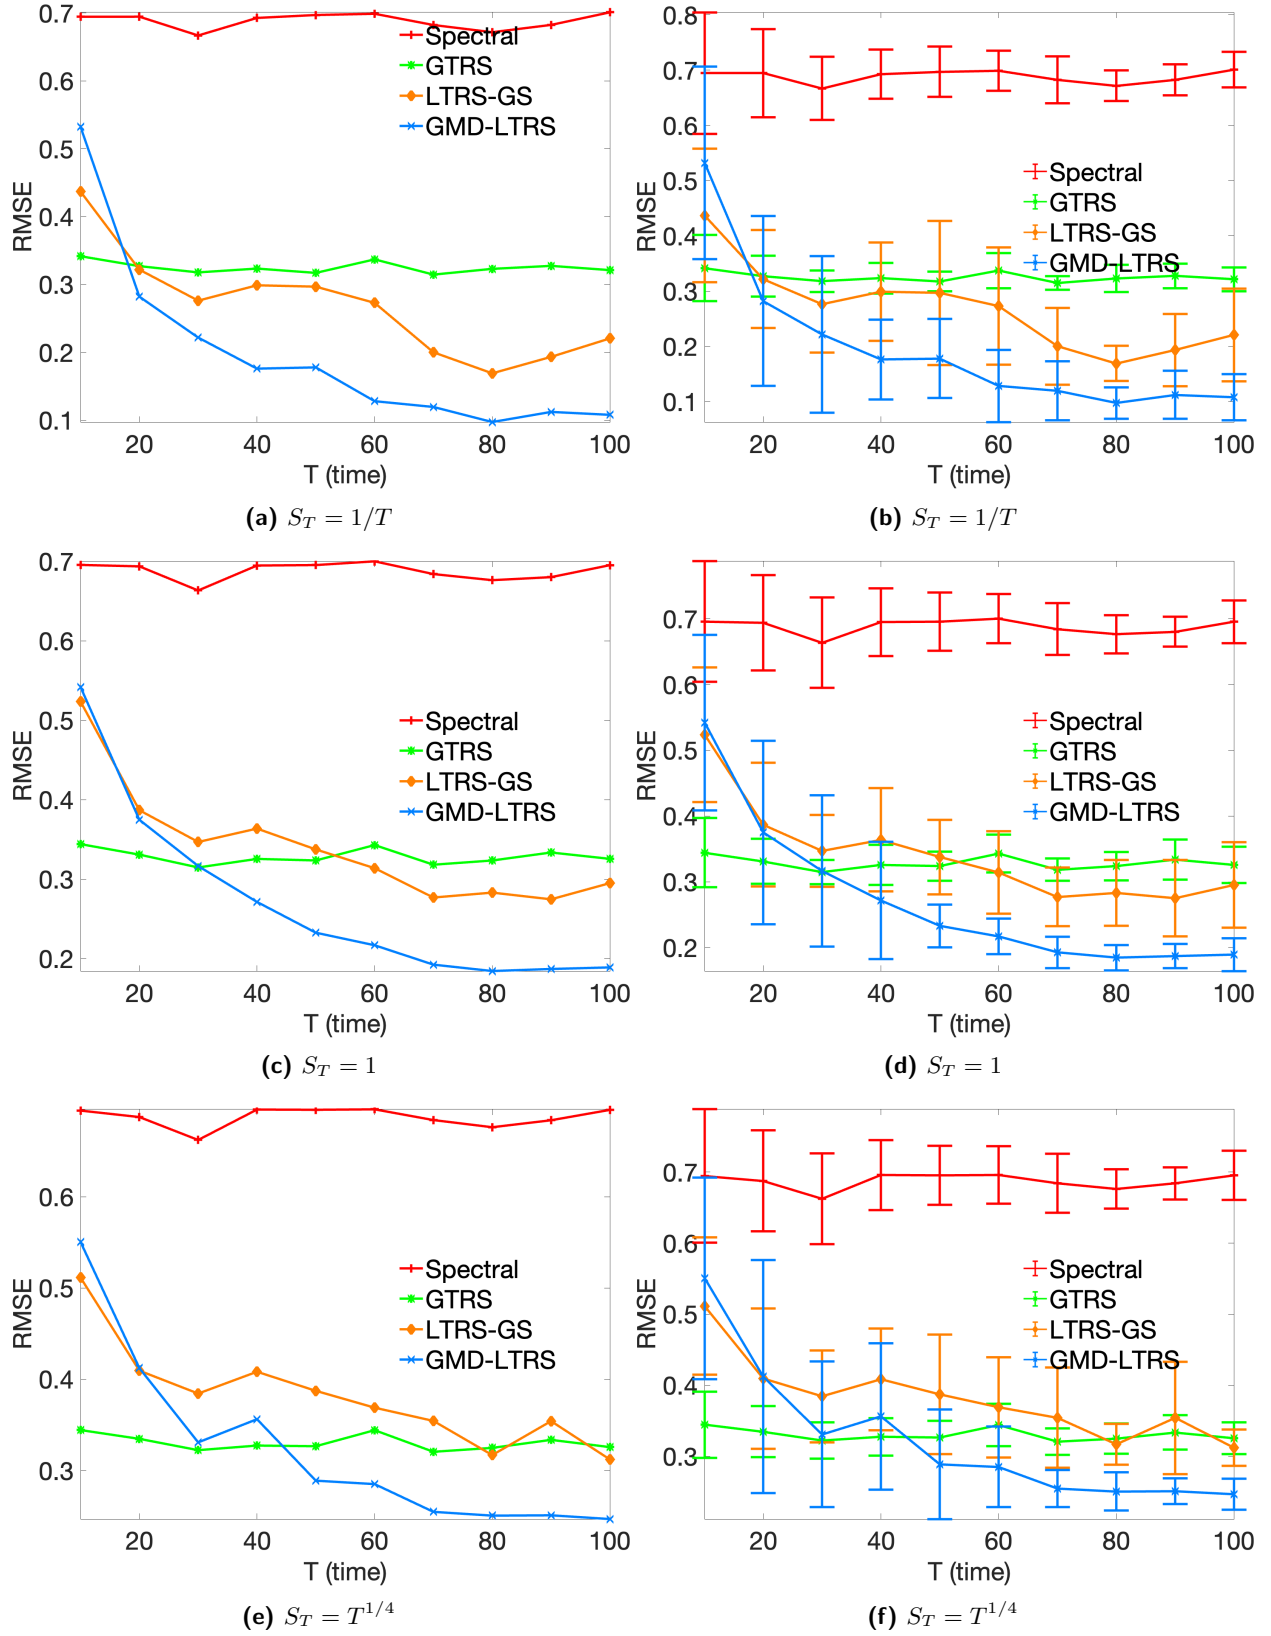 0.7
0.6
0.5
0.4
0.3
0.2
0.1
RMSE
Spectral
GTRS
LTRS-GS
GMD-LTRS
20 40 60 80 100
T (time)
(a) S_T = 1/T
0.8
0.7
0.6
0.5
0.4
0.3
0.2
0.1
RMSE
Spectral
GTRS
LTRS-GS
GMD-LTRS
20 40 60 80 100
T (time)
(b) S_T = 1/T
0.7
0.6
0.5
0.4
0.3
0.2
RMSE
Spectral
GTRS
LTRS-GS
GMD-LTRS
20 40 60 80 100
T (time)
(c) S_T = 1
0.7
0.6
0.5
0.4
0.3
0.2
RMSE
Spectral
GTRS
LTRS-GS
GMD-LTRS
20 40 60 80 100
T (time)
(d) S_T = 1
0.6
0.5
0.4
0.3
RMSE
Spectral
GTRS
LTRS-GS
GMD-LTRS
20 40 60 80 100
T (time)
(e) S_T = T^{1/4}
0.7
0.6
0.5
0.4
0.3
RMSE
Spectral
GTRS
LTRS-GS
GMD-LTRS
20 40 60 80 100
T (time)
(f) S_T = T^{1/4}